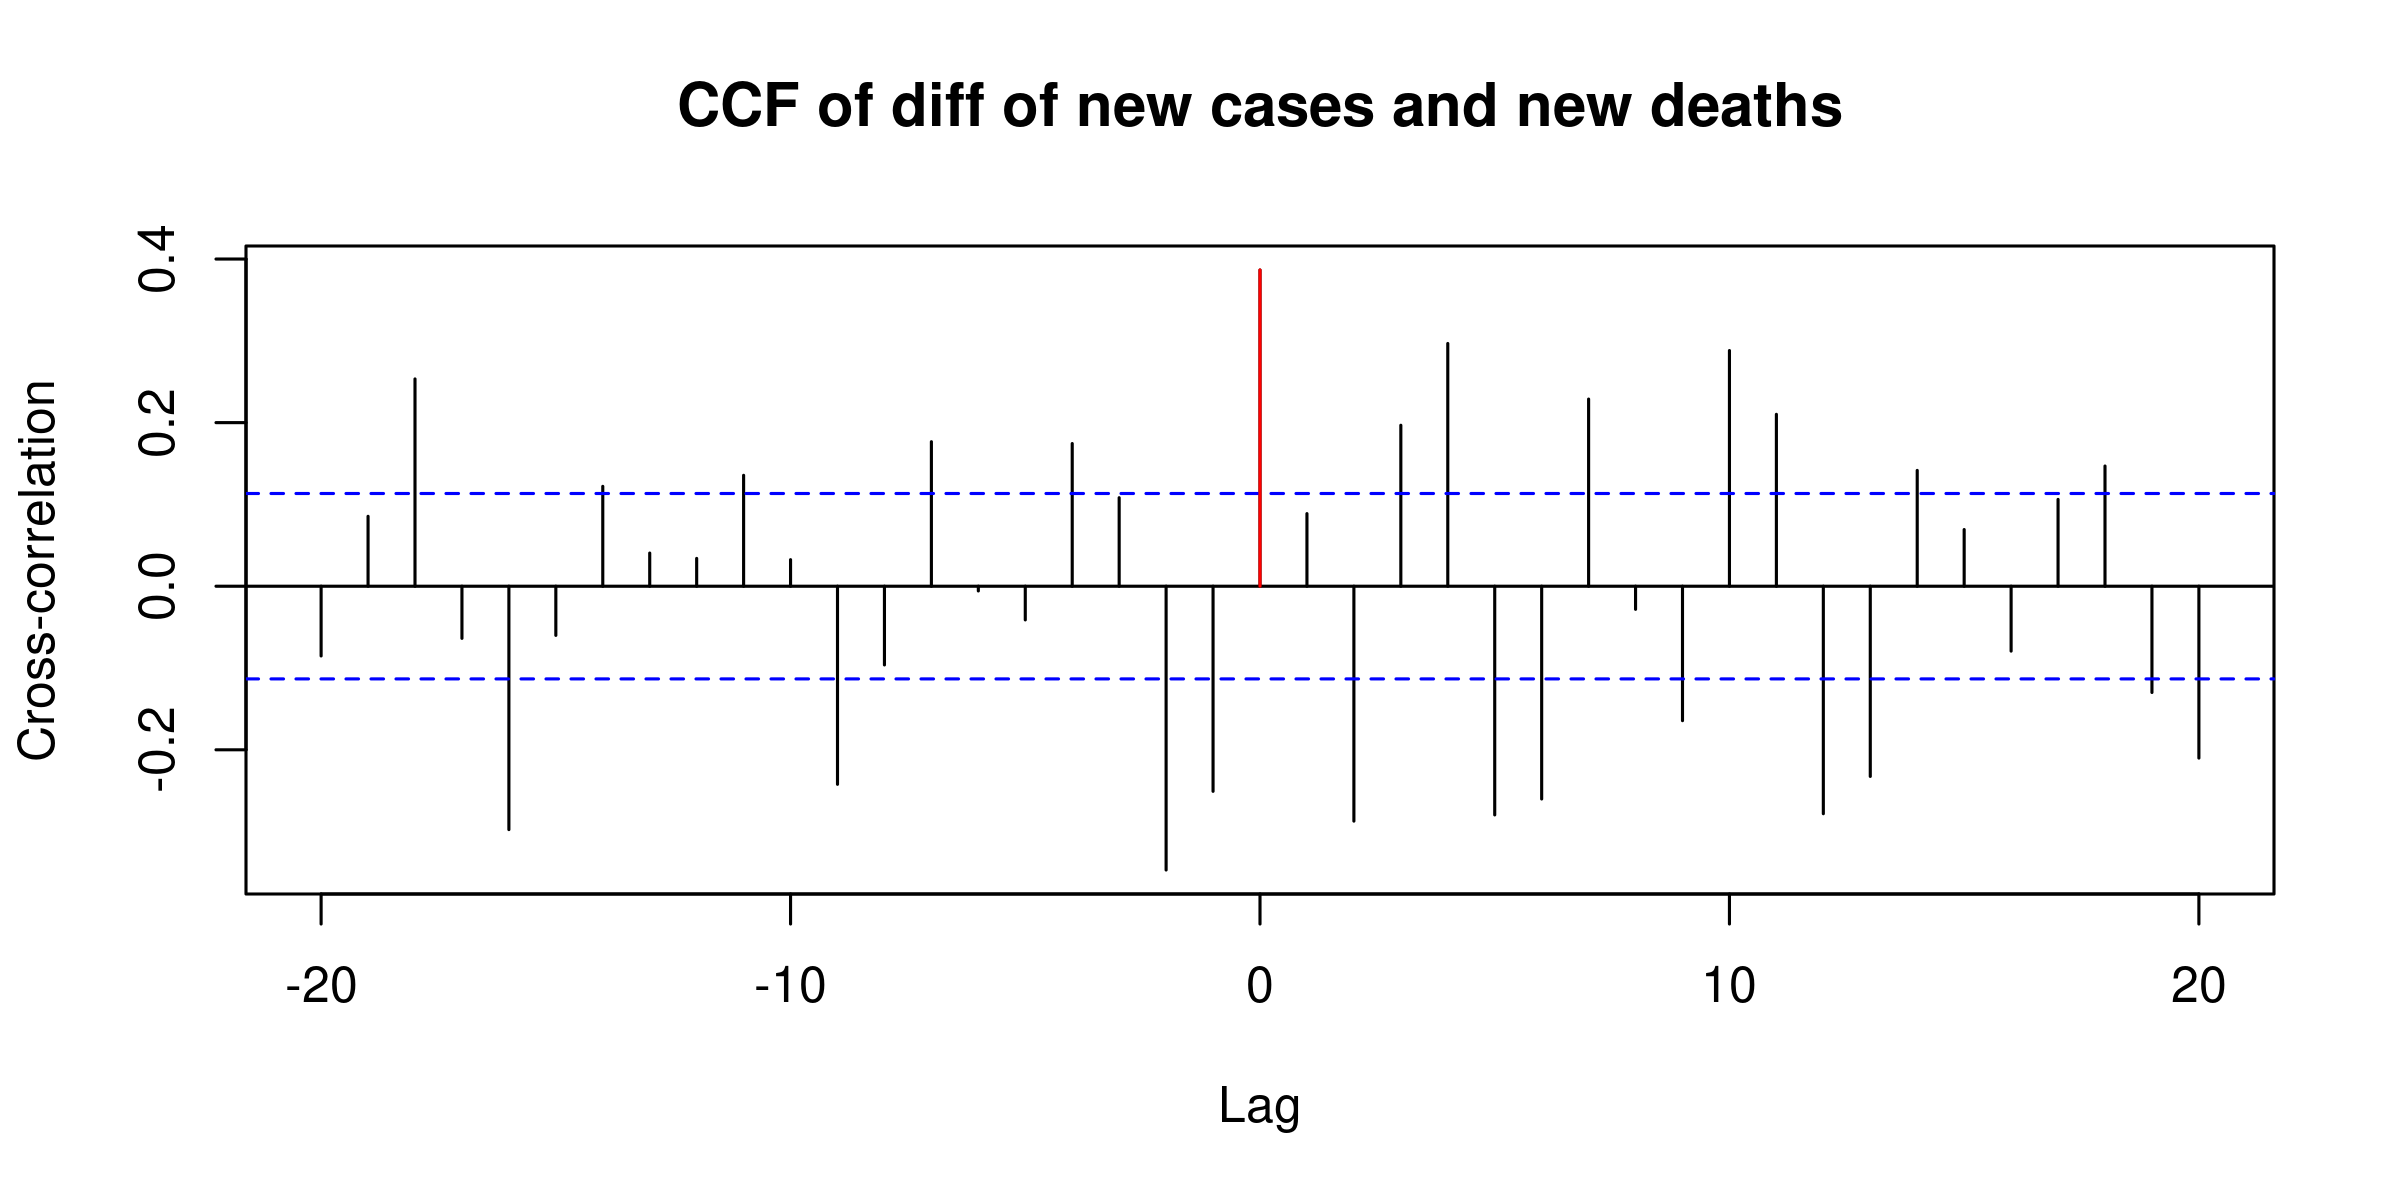 CCF of diff of new cases and new deaths
Cross-correlation
0.4
0.2
0.0
-0.2
-20 -10 0 10 20
Lag